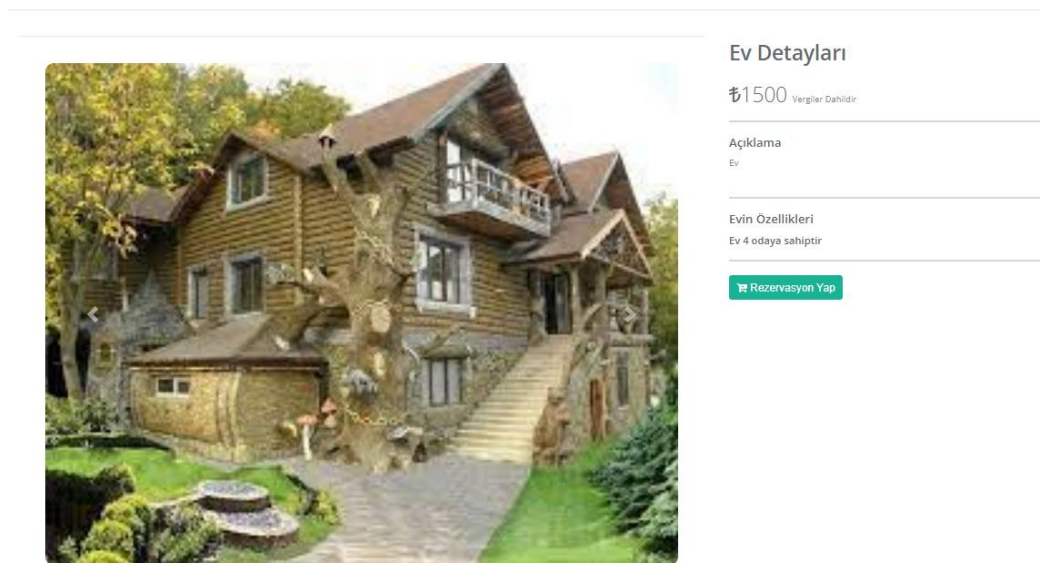 Ev Detayları
₺1500 Vergiler Dahildir
Açıklama
Ev
Evin Özellikleri
Ev 4 odaya sahiptir
Rezervasyon Yap